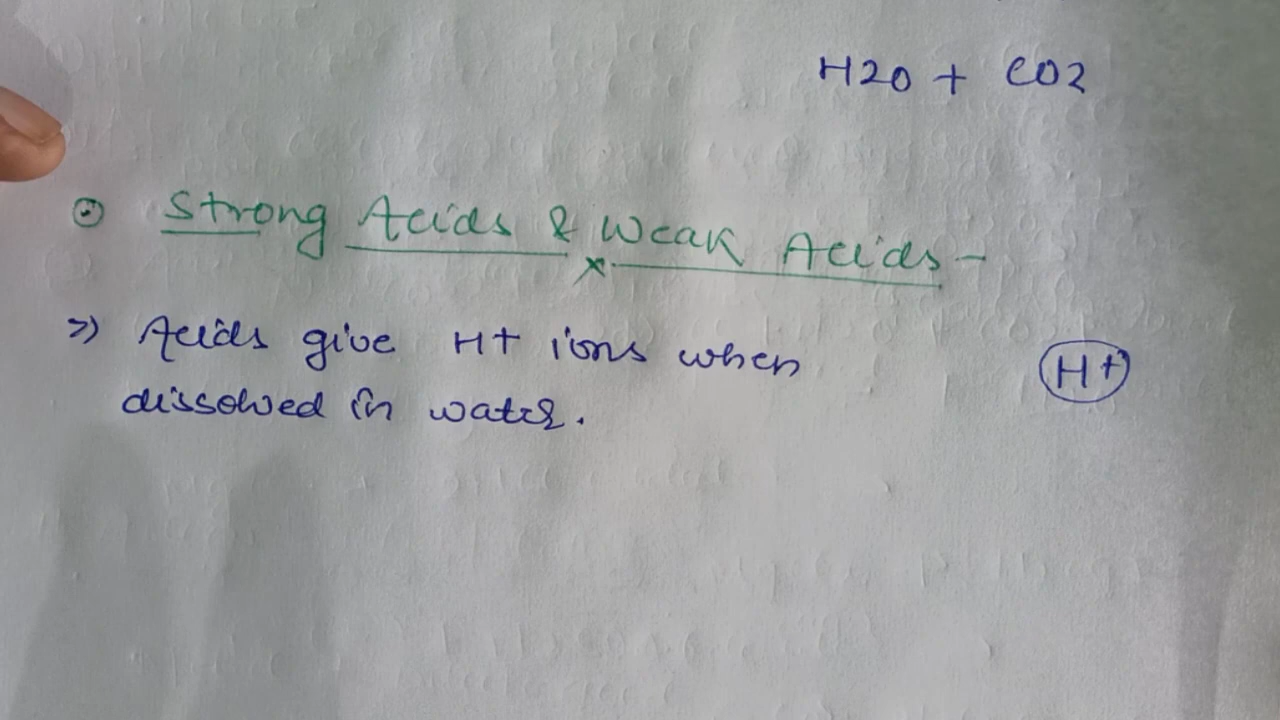 H2O + CO2
Strong Acids & Weak Acids-
=> Acids give H+ ions when
H+
dissolved in water.